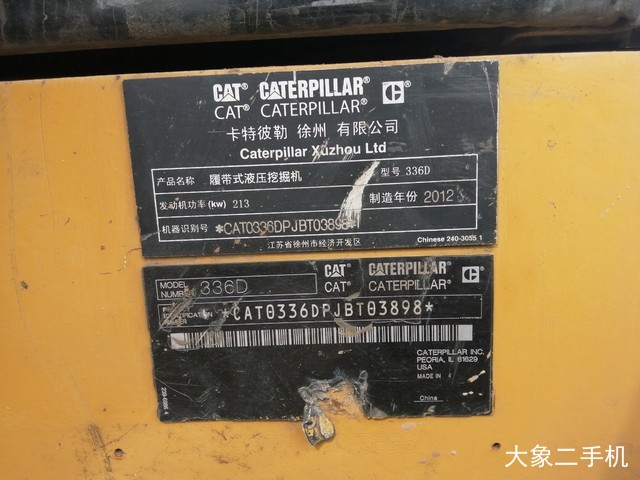 CAT® CATERPILLAR®
CAT® CATERPILLAR®
卡特彼勒 徐州 有限公司
Caterpillar Xuzhou Ltd
产品名称: 履带式液压挖掘机 型号 336D
发动机功率(kw) 213 制造年份 2012
机器识别号 *CAT0336DPJBT03898*
江苏省徐州市经济开发区 Chinese 240-3055 1
MODEL NUMBER 336D CAT® CATERPILLAR®
CAT® CATERPILLAR®
IDENTIFICATION *CAT0336DPJBT03898*
CATERPILLAR INC.
PEORIA, IL 61629
USA
MADE IN
China
大象二手机